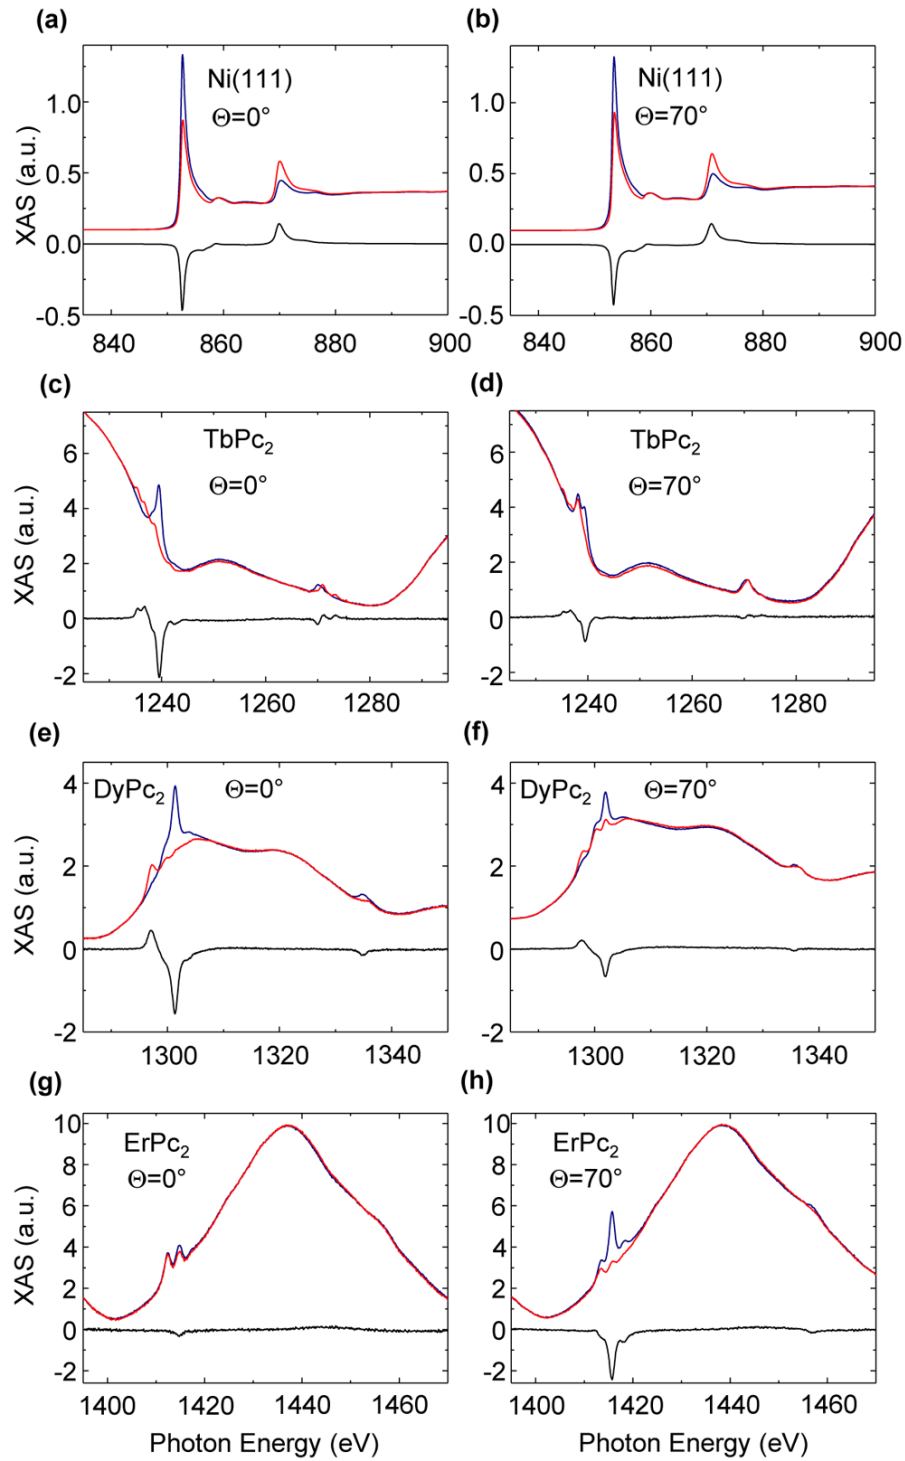 (a) (b)
XAS (a.u.)
1.0
0.5
0.0
-0.5
Ni(111)
Θ=0°
840 860 880 900
1.0
0.5
0.0
-0.5
Ni(111)
Θ=70°
840 860 880 900
(c) (d)
XAS (a.u.)
6
4
2
0
-2
TbPc2
Θ=0°
1240 1260 1280
6
4
2
0
-2
TbPc2
Θ=70°
1240 1260 1280
(e) (f)
XAS (a.u.)
4
2
0
-2
DyPc2 Θ=0°
1300 1320 1340
4
2
0
-2
DyPc2 Θ=70°
1300 1320 1340
(g) (h)
XAS (a.u.)
10
8
6
4
2
0
-2
ErPc2
Θ=0°
1400 1420 1440 1460
Photon Energy (eV)
10
8
6
4
2
0
-2
ErPc2
Θ=70°
1400 1420 1440 1460
Photon Energy (eV)